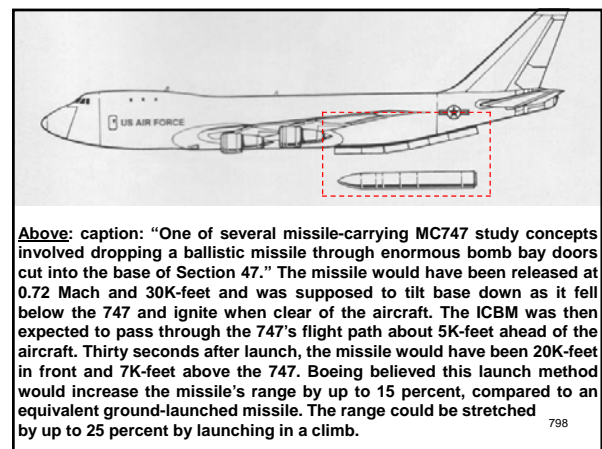 US AIR FORCE
Above: caption: “One of several missile-carrying MC747 study concepts
involved dropping a ballistic missile through enormous bomb bay doors
cut into the base of Section 47.” The missile would have been released at
0.72 Mach and 30K-feet and was supposed to tilt base down as it fell
below the 747 and ignite when clear of the aircraft. The ICBM was then
expected to pass through the 747’s flight path about 5K-feet ahead of the
aircraft. Thirty seconds after launch, the missile would have been 20K-feet
in front and 7K-feet above the 747. Boeing believed this launch method
would increase the missile’s range by up to 15 percent, compared to an
equivalent ground-launched missile. The range could be stretched
by up to 25 percent by launching in a climb.
798